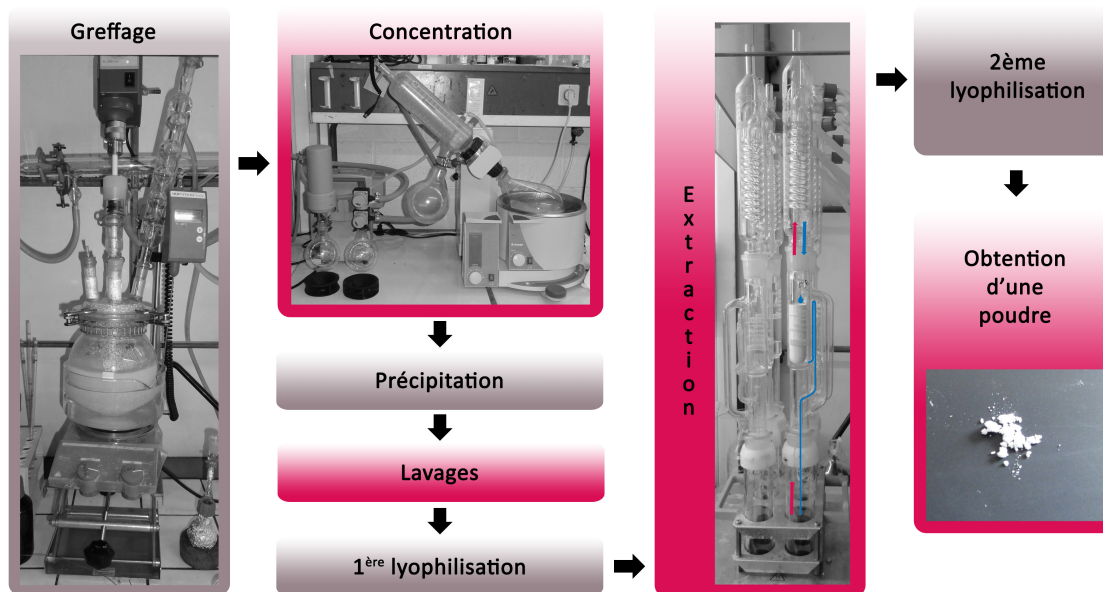 Greffage
Concentration
Précipitation
Lavages
1ère lyophilisation
Extraction
2ème
lyophilisation
Obtention
d'une
poudre